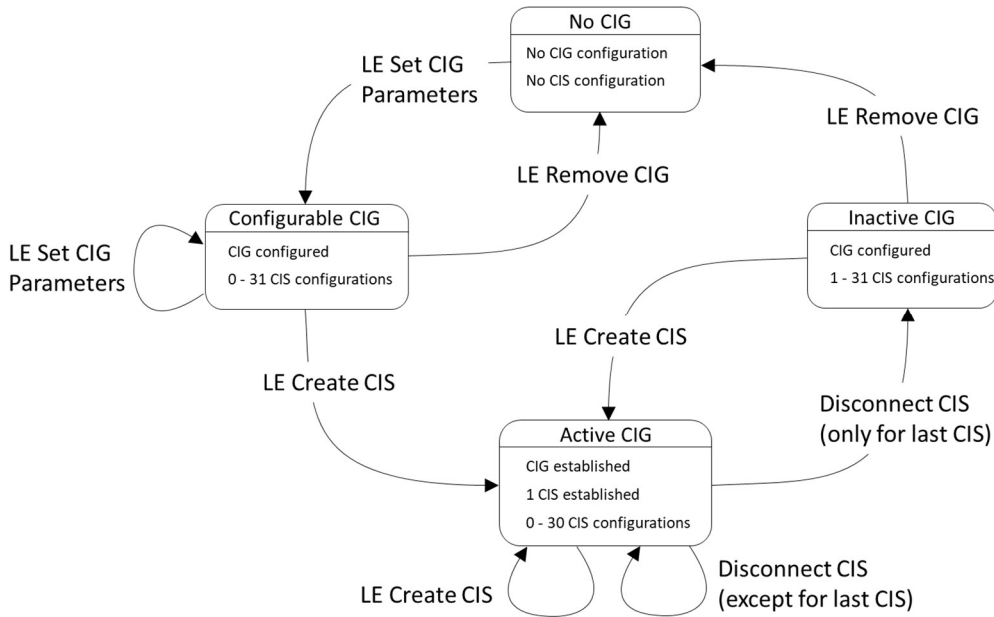 No CIG
No CIG configuration
No CIS configuration
LE Set CIG
Parameters
LE Remove CIG
LE Remove CIG
Configurable CIG
CIG configured
0 - 31 CIS configurations
Inactive CIG
CIG configured
1 - 31 CIS configurations
LE Set CIG
Parameters
LE Create CIS
LE Create CIS
Disconnect CIS
(only for last CIS)
Active CIG
CIG established
1 CIS established
0 - 30 CIS configurations
LE Create CIS
Disconnect CIS
(except for last CIS)